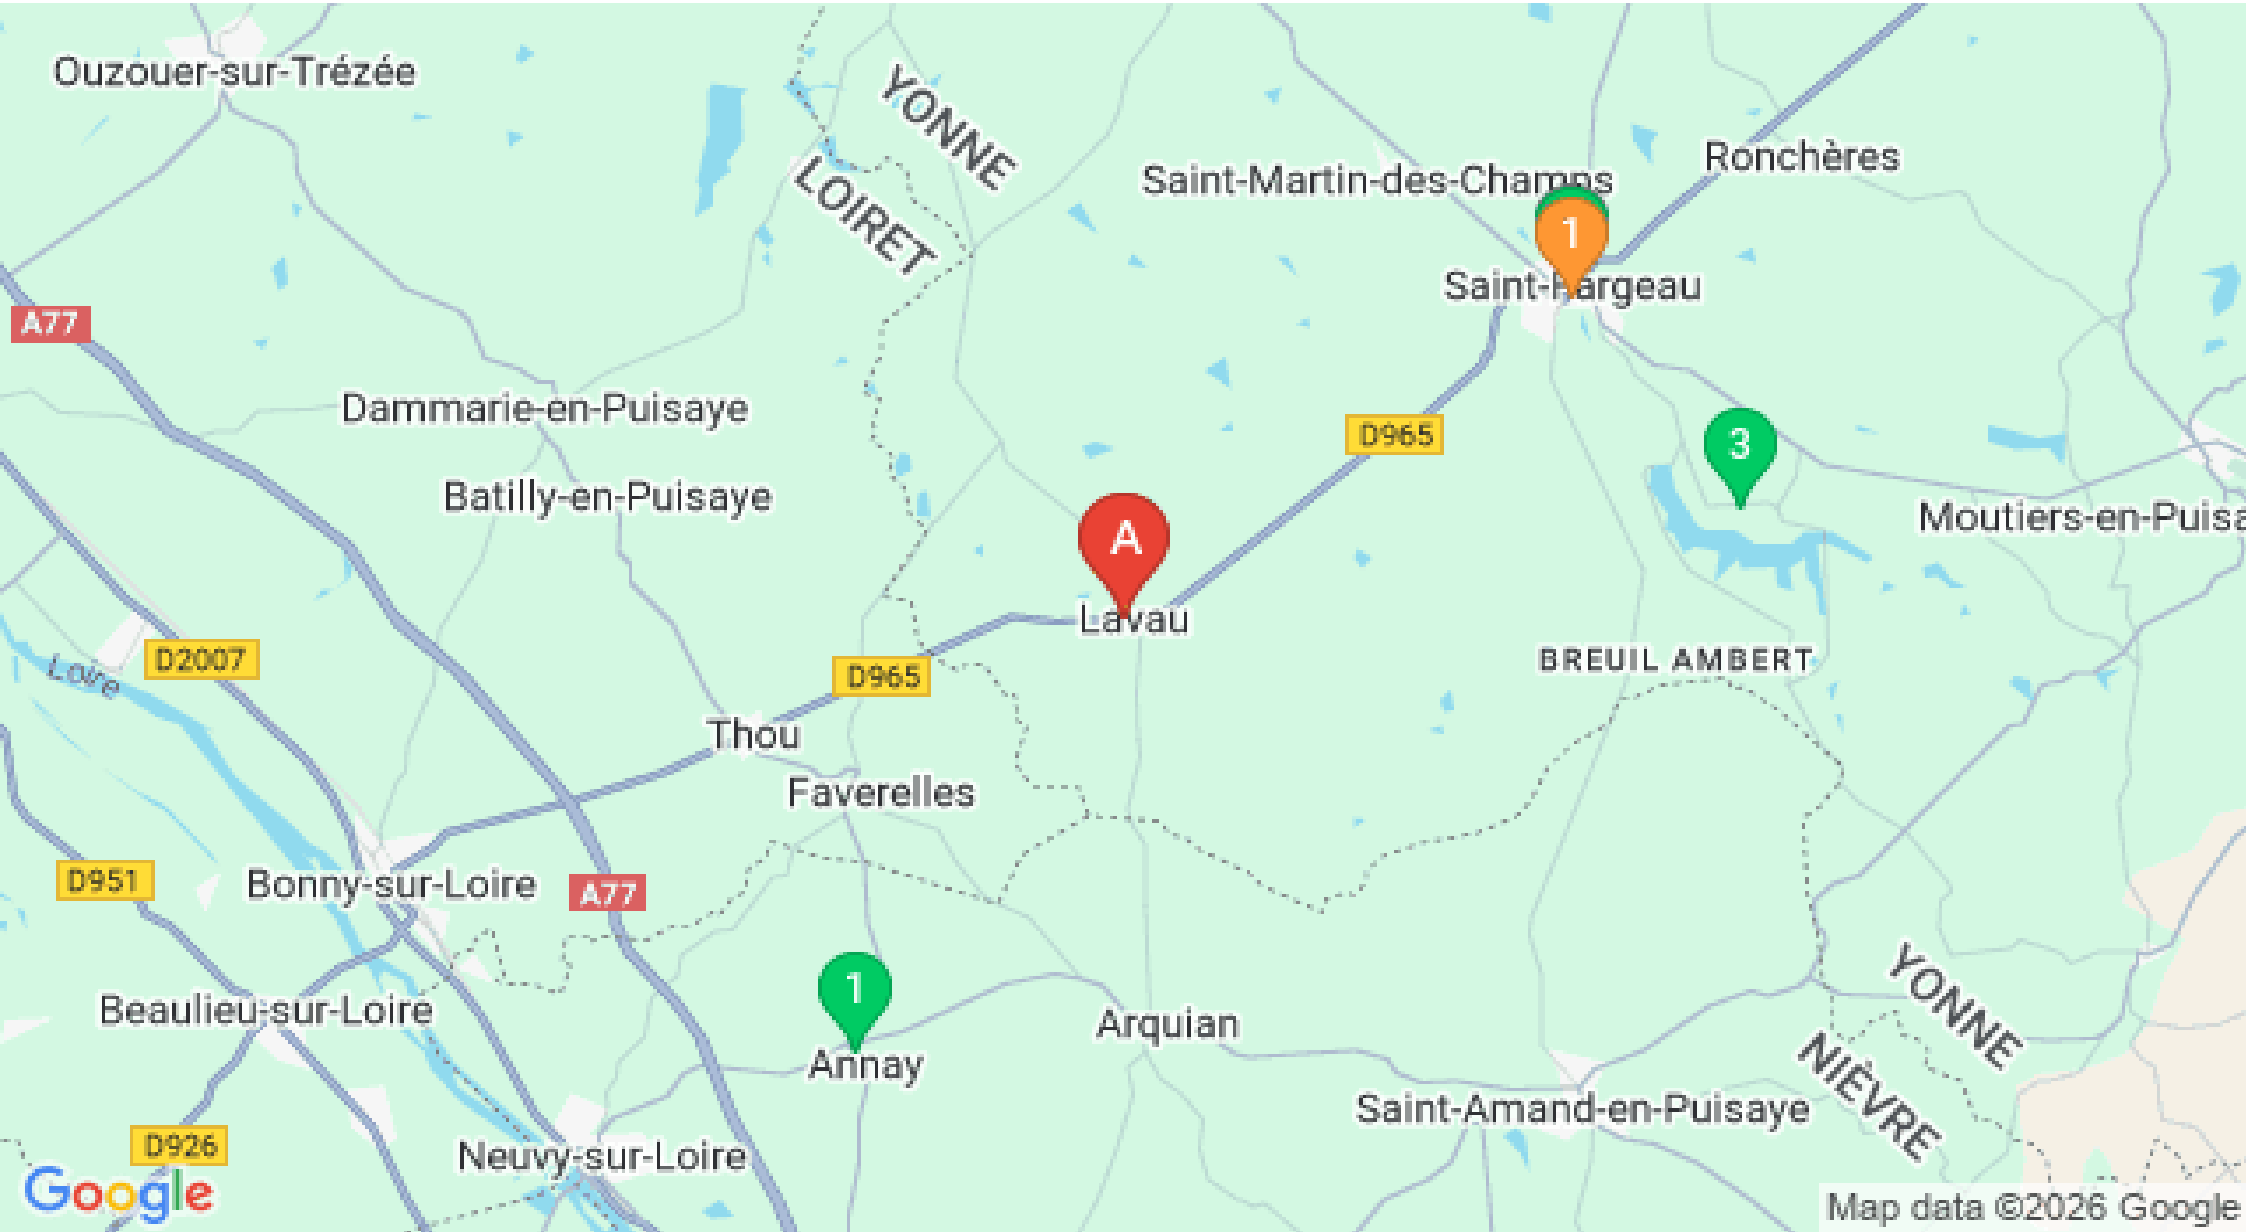 Ouzouer-sur-Trézée
YONNE
LOIRET
Saint-Martin-des-Champs
Ronchères
1
Saint-Fargeau
A77
Dammarie-en-Puisaye
D965
3
Batilly-en-Puisaye
Moutiers-en-Puisa
A
Lavau
D2007
Loire
D965
BREUIL AMBERT
Thou
Faverelles
D951
Bonny-sur-Loire
A77
YONNE
NIÈVRE
1
Beaulieu-sur-Loire
Arquian
Annay
Saint-Amand-en-Puisaye
D926
Neuvy-sur-Loire
Google
Map data ©2026 Google